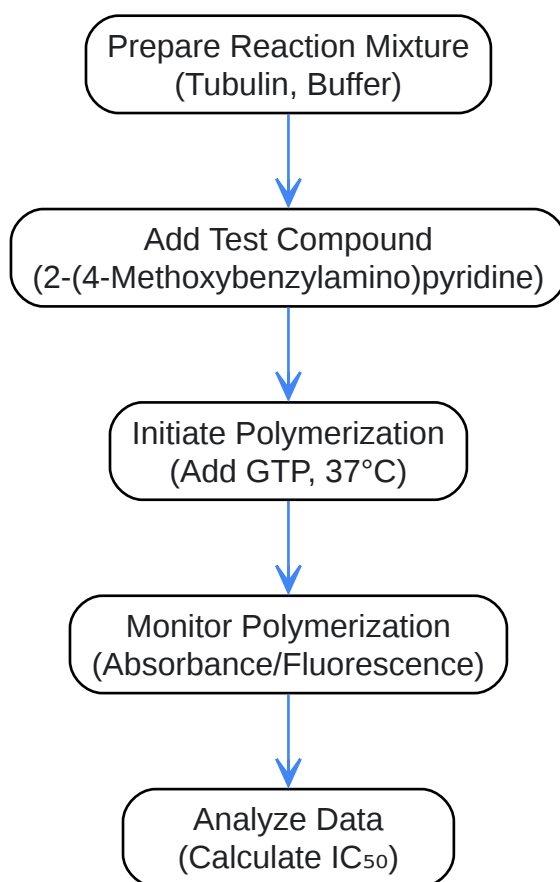 Prepare Reaction Mixture
(Tubulin, Buffer)
Add Test Compound
(2-(4-Methoxybenzylamino)pyridine)
Initiate Polymerization
(Add GTP, 37°C)
Monitor Polymerization
(Absorbance/Fluorescence)
Analyze Data
(Calculate IC₅₀)